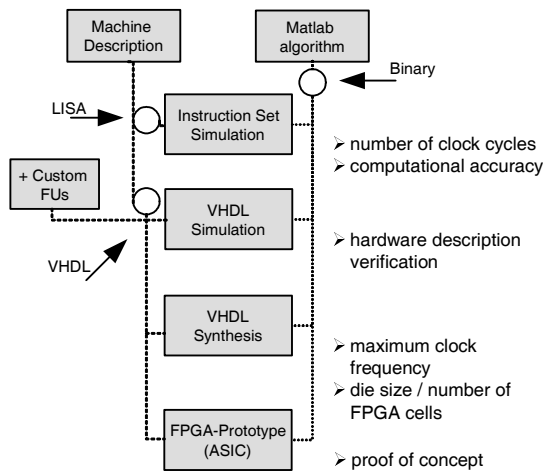 Machine
Description
Matlab
algorithm
Binary
LISA
Instruction Set
Simulation
➢ number of clock cycles
➢ computational accuracy
+ Custom
FUs
VHDL
Simulation
➢ hardware description
verification
VHDL
VHDL
Synthesis
➢ maximum clock
frequency
➢ die size / number of
FPGA cells
FPGA-Prototype
(ASIC)
➢ proof of concept